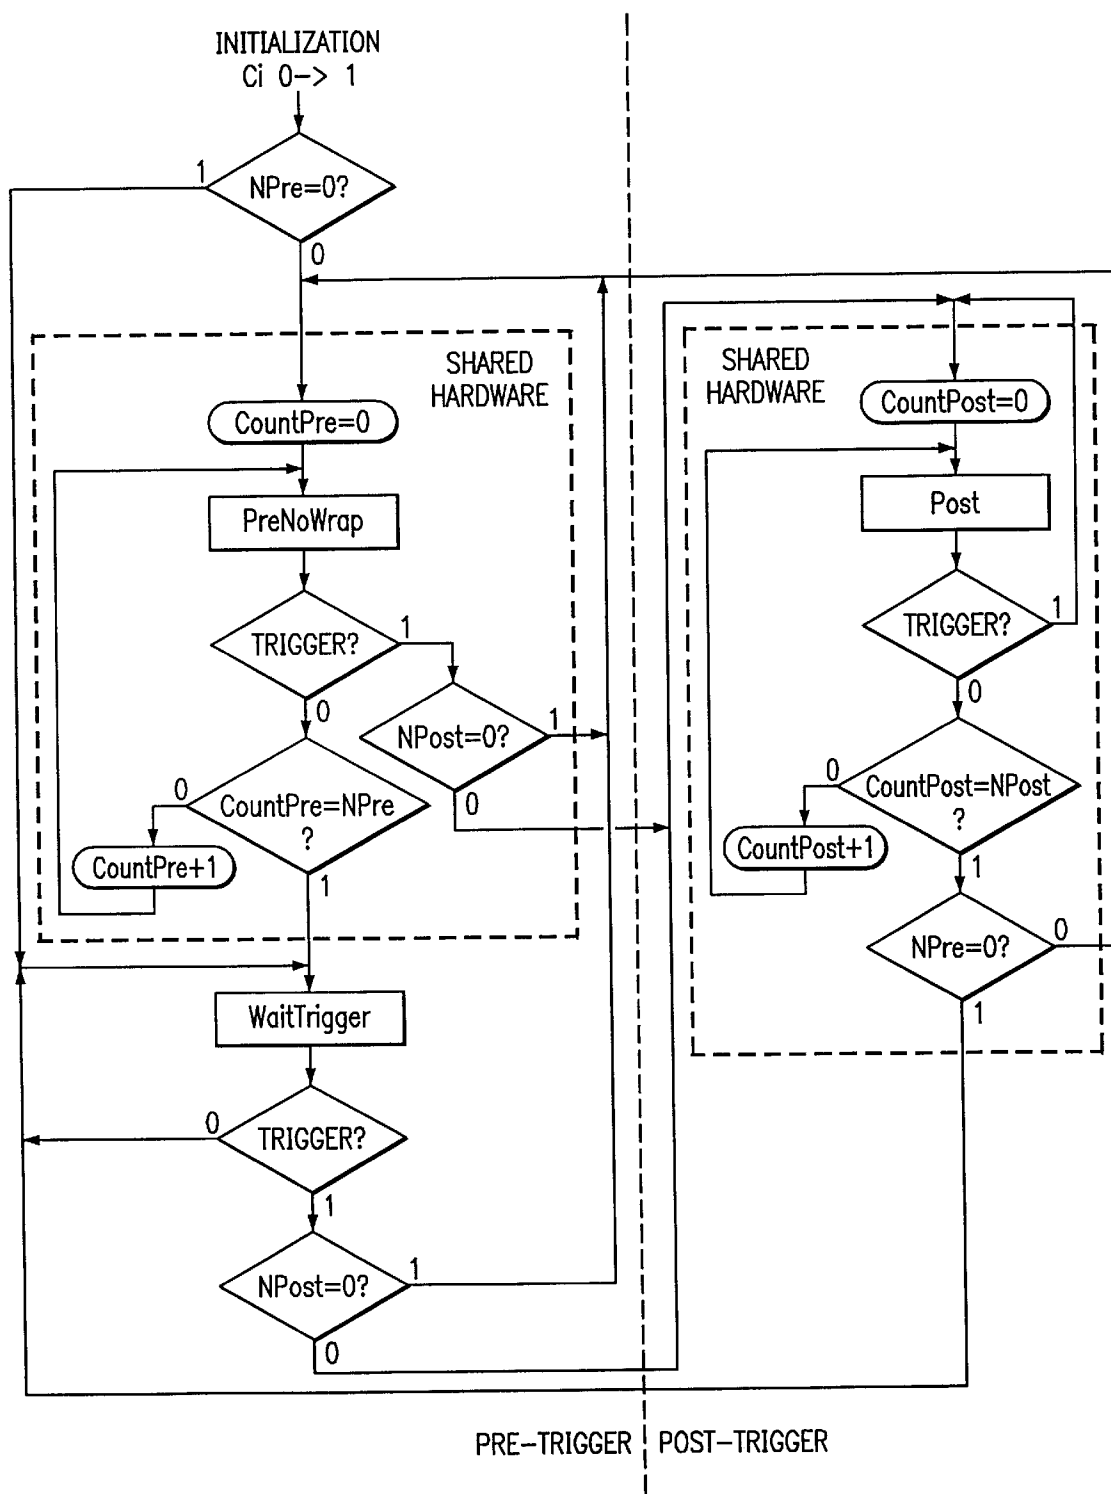 INITIALIZATION
Ci 0-> 1
1
NPre=0?
0
SHARED
HARDWARE
CountPre=0
PreNoWrap
TRIGGER?
1
0
NPost=0?
1
0
0
CountPre=NPre
?
CountPre+1
1
WaitTrigger
0
TRIGGER?
1
NPost=0?
1
0
SHARED
HARDWARE
CountPost=0
Post
TRIGGER?
1
0
0
CountPost=NPost
?
CountPost+1
1
NPre=0?
0
1
PRE-TRIGGER
POST-TRIGGER